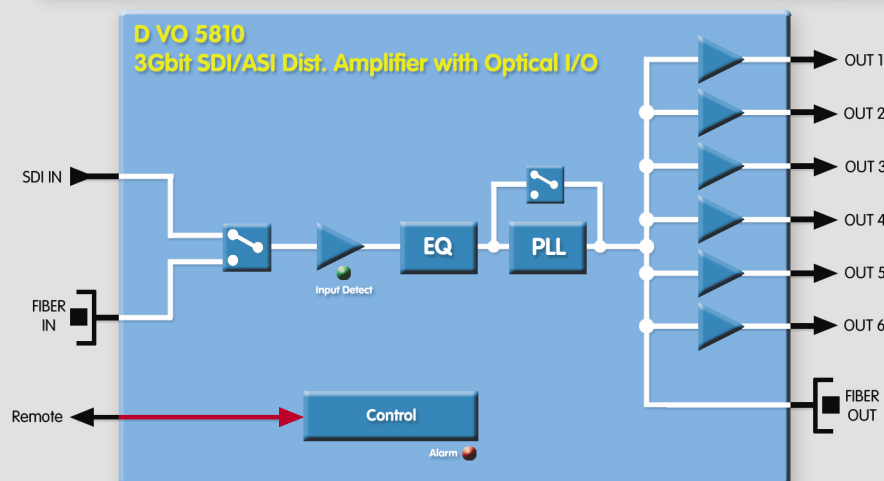 D VO 5810
3Gbit SDI/ASI Dist. Amplifier with Optical I/O
OUT 1
OUT 2
SDI IN
OUT 3
OUT 4
EQ
PLL
OUT 5
Input Detect
FIBER
IN
OUT 6
FIBER
OUT
Remote
Control
Alarm